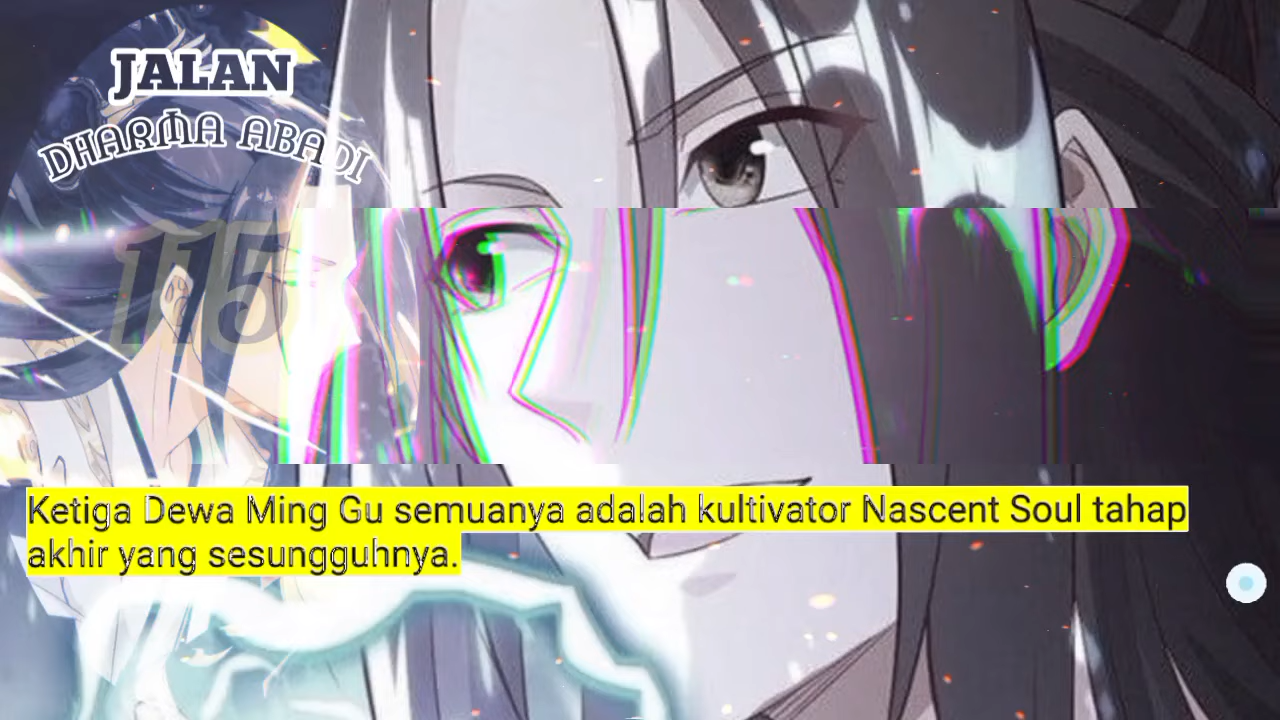 JALAN
DHARMA ABADI
115
Ketiga Dewa Ming Gu semuanya adalah kultivator Nascent Soul tahap
akhir yang sesungguhnya.